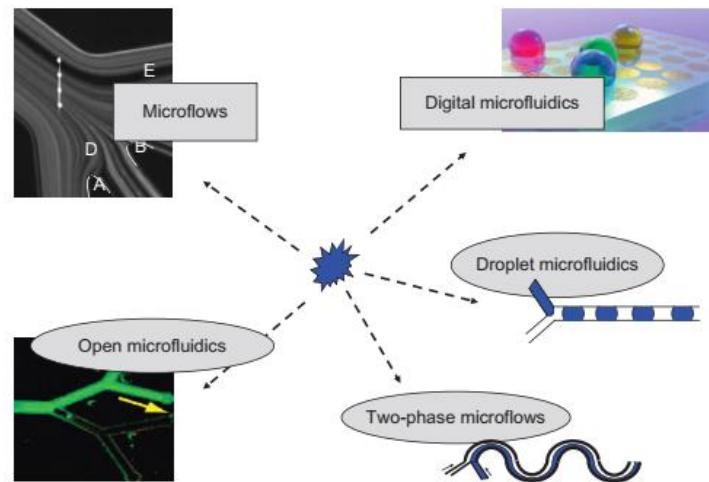 E
Microflows
D
B
A
Digital microfluidics
Droplet microfluidics
Open microfluidics
Two-phase microflows